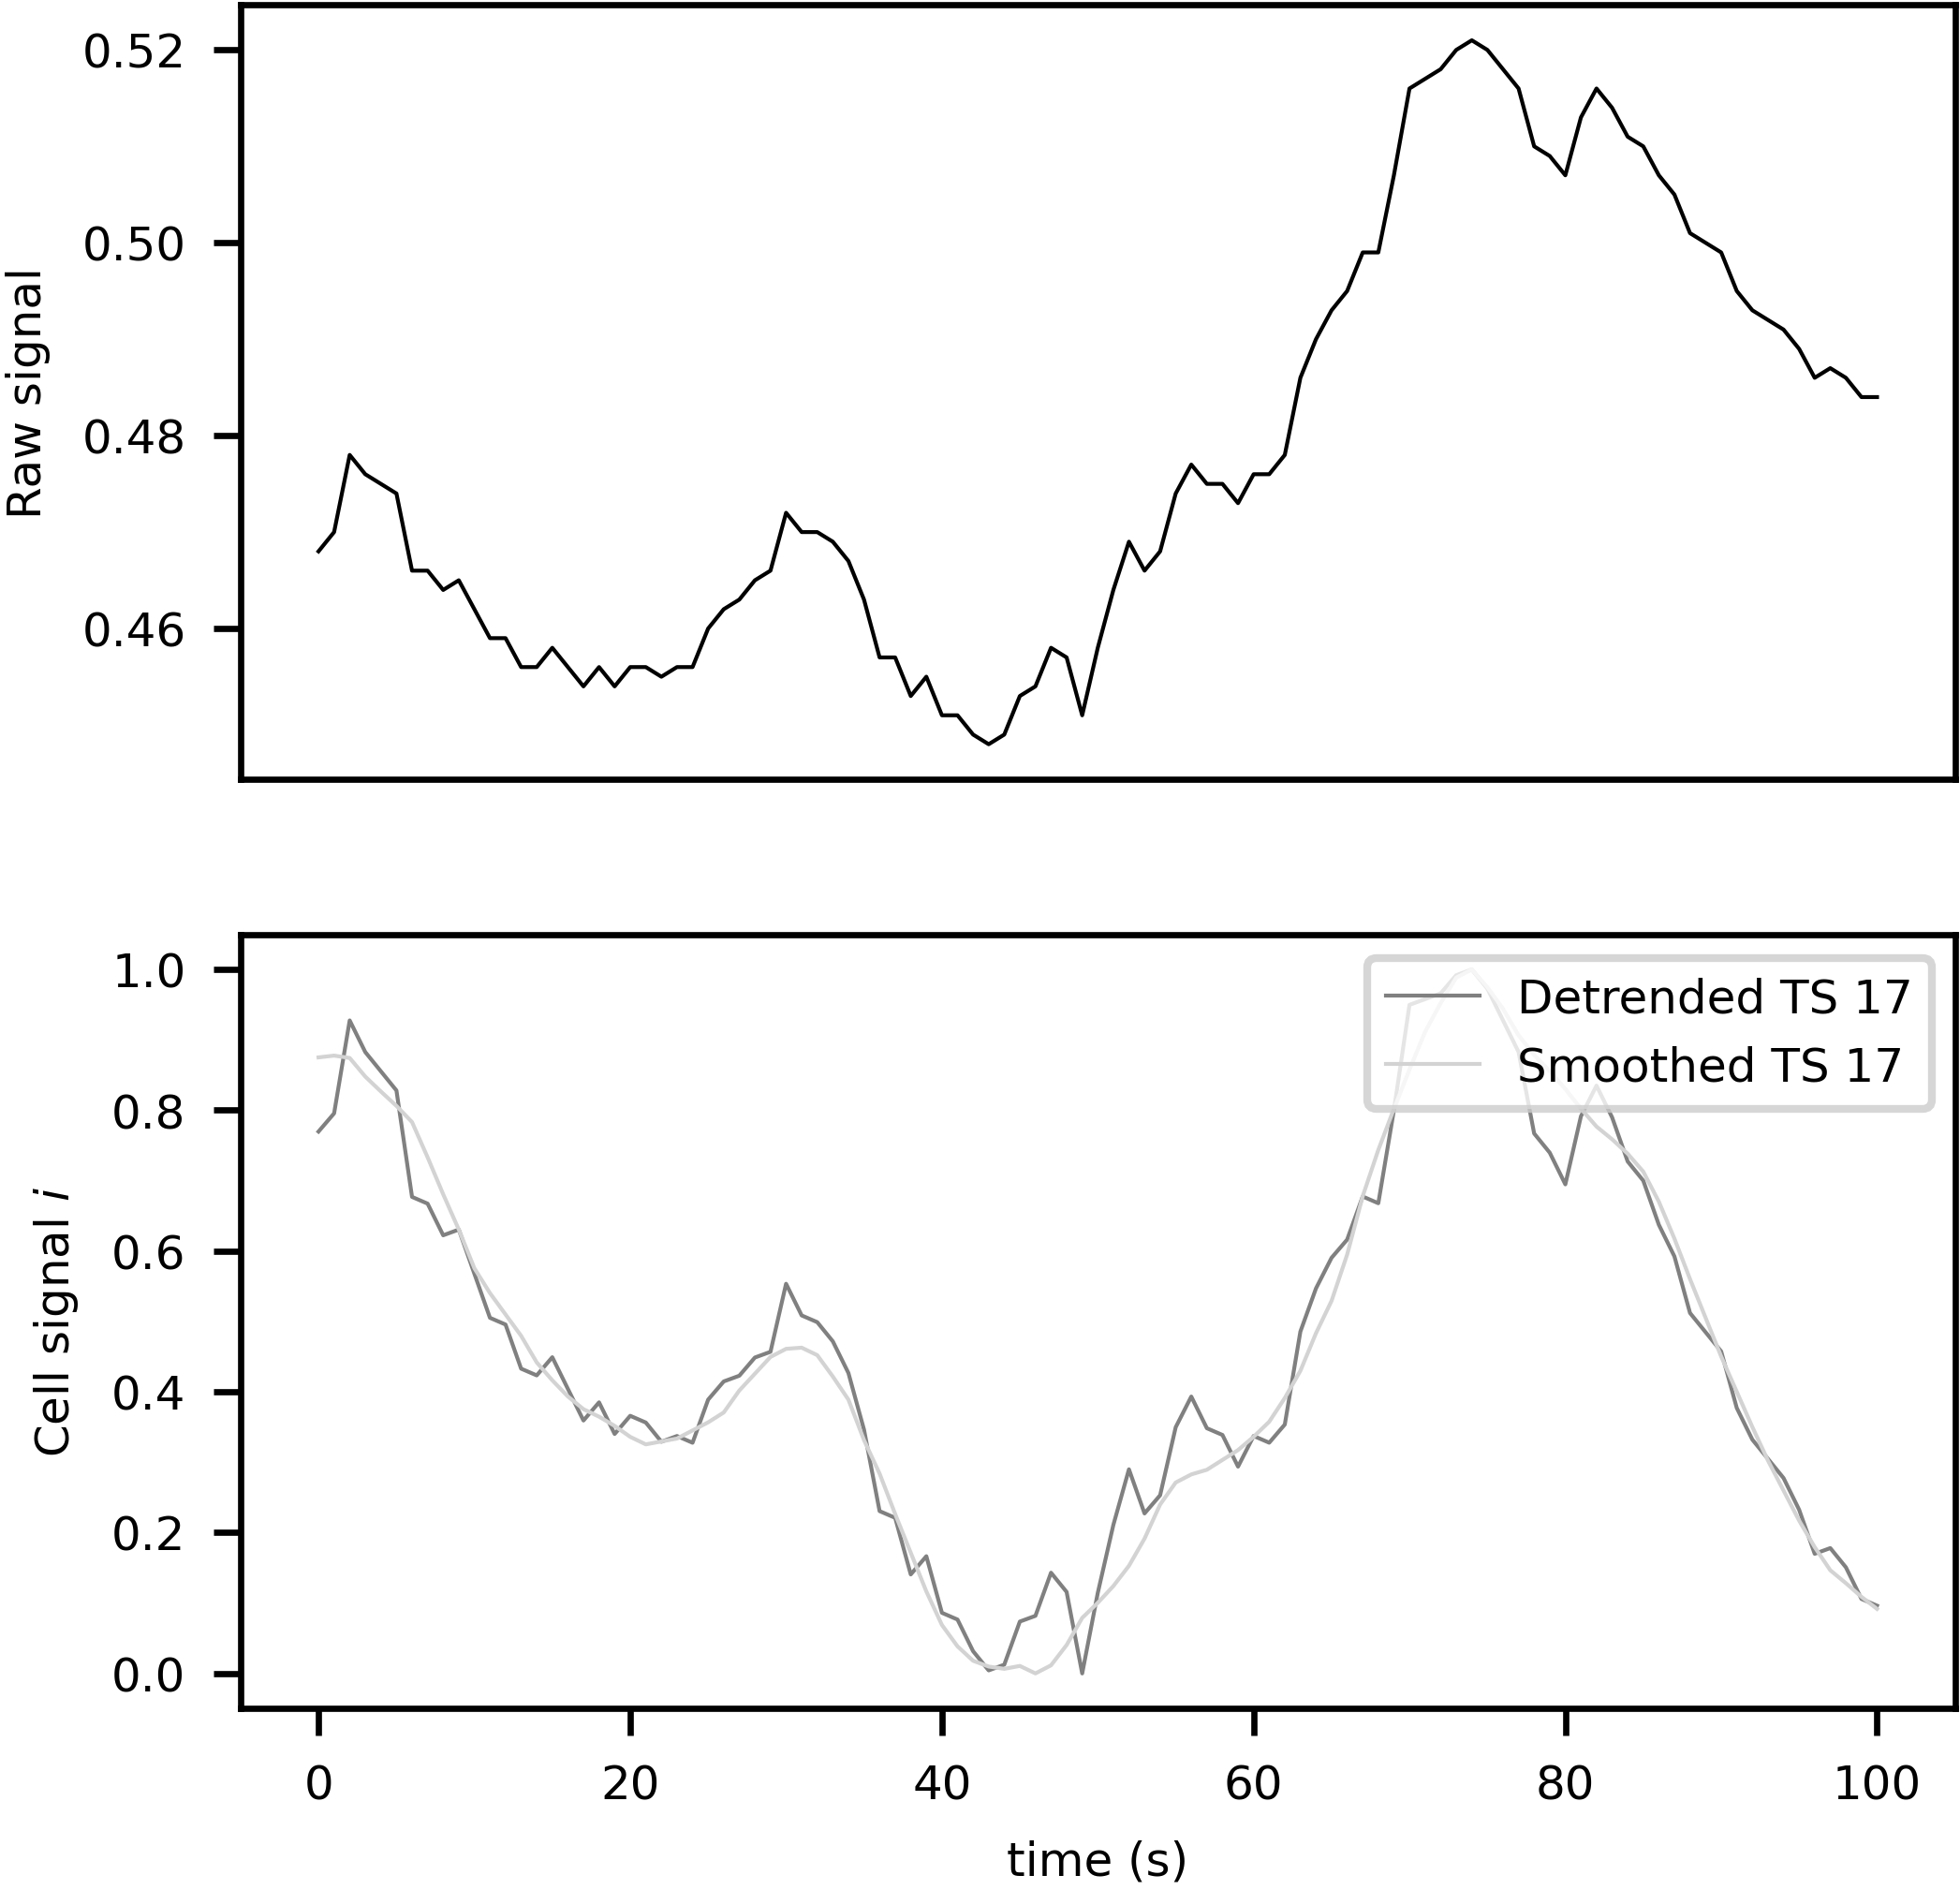 Raw signal
0.52
0.50
0.48
0.46
Cell signal i
1.0
0.8
0.6
0.4
0.2
0.0
Detrended TS 17
Smoothed TS 17
0 20 40 60 80 100
time (s)